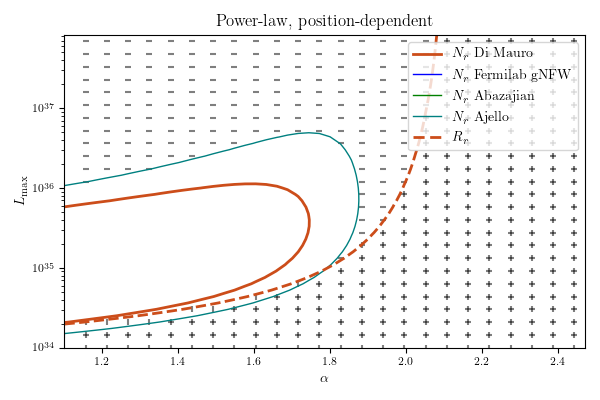 Power-law, position-dependent
N_r Di Mauro
N_r Fermilab gNFW
N_r Abazajian
N_r Ajello
R_r
L_max
10^37
10^36
10^35
10^34
1.2 1.4 1.6 1.8 2.0 2.2 2.4
α